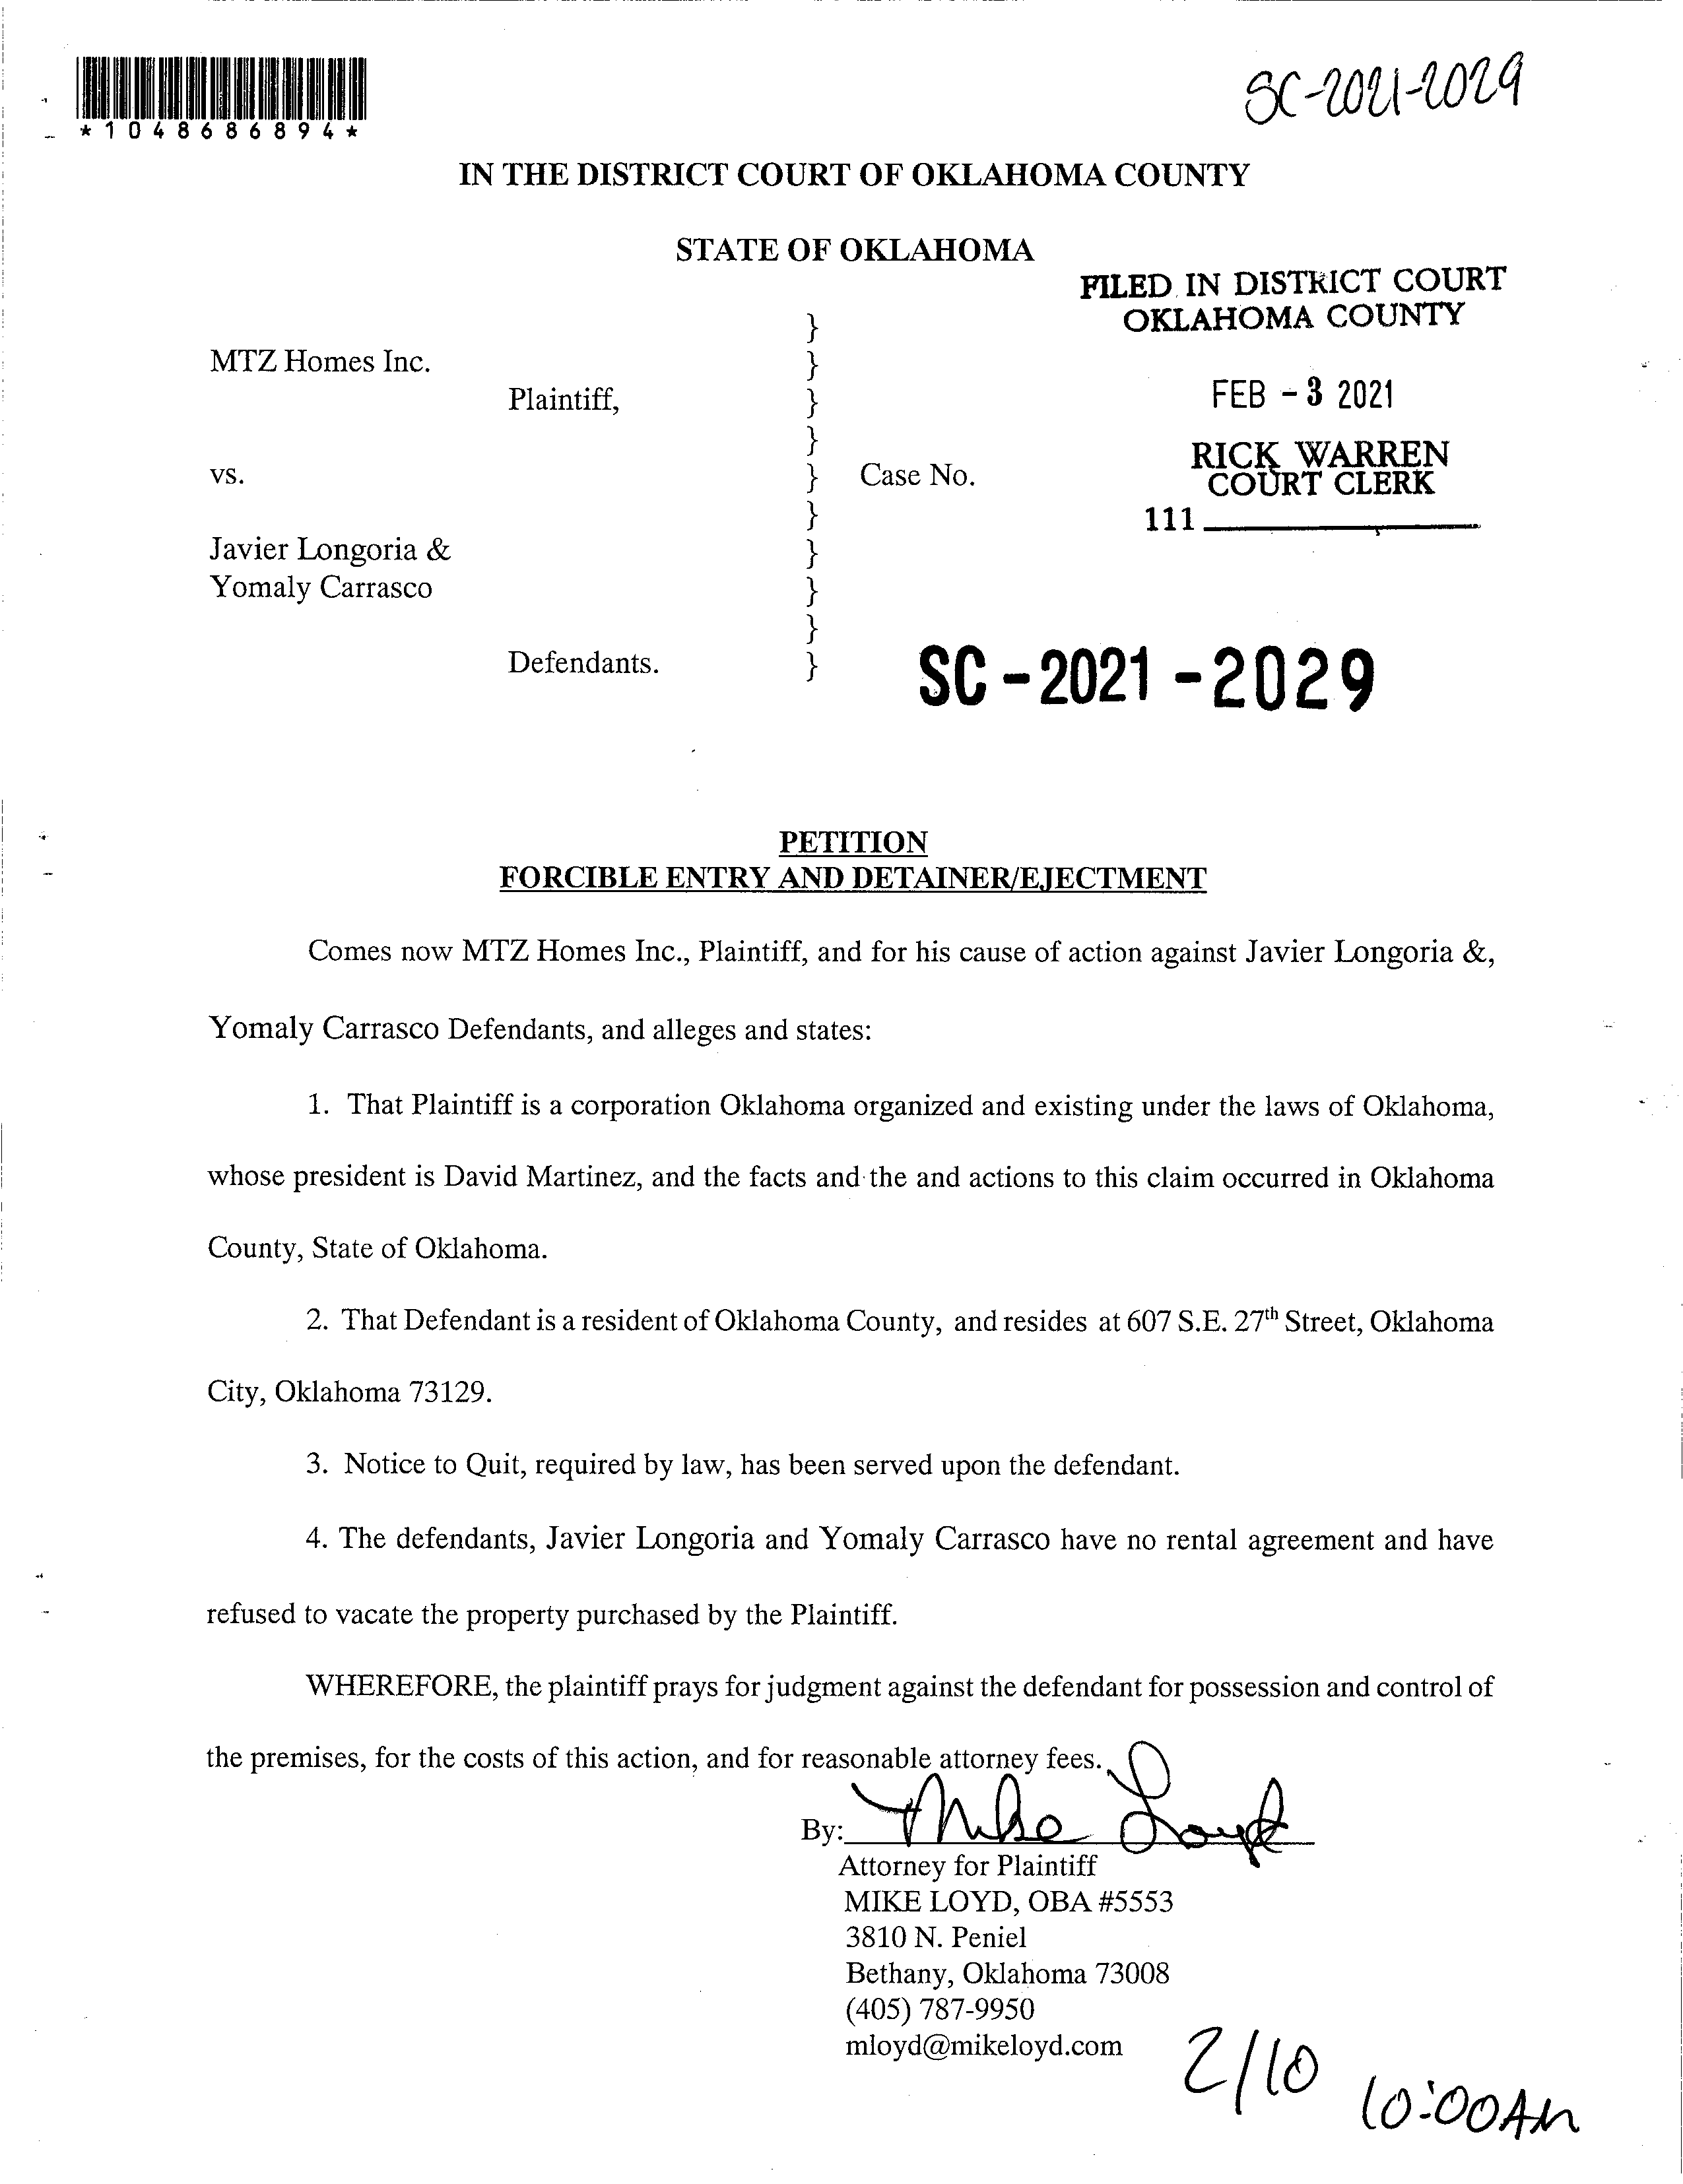 SC-2021-2029
*1048686894*
IN THE DISTRICT COURT OF OKLAHOMA COUNTY
STATE OF OKLAHOMA
FILED IN DISTRICT COURT
OKLAHOMA COUNTY
FEB - 3 2021
RICK WARREN
COURT CLERK
111
MTZ Homes Inc.
Plaintiff,
vs.
Javier Longoria &
Yomaly Carrasco
Defendants.
}
}
}
}
}
}
}
}
}
}
Case No.
SC - 2021 - 2029
PETITION
FORCIBLE ENTRY AND DETAINER/EJECTMENT
Comes now MTZ Homes Inc., Plaintiff, and for his cause of action against Javier Longoria &,
Yomaly Carrasco Defendants, and alleges and states:
1. That Plaintiff is a corporation Oklahoma organized and existing under the laws of Oklahoma,
whose president is David Martinez, and the facts and the and actions to this claim occurred in Oklahoma
County, State of Oklahoma.
2. That Defendant is a resident of Oklahoma County, and resides at 607 S.E. 27th Street, Oklahoma
City, Oklahoma 73129.
3. Notice to Quit, required by law, has been served upon the defendant.
4. The defendants, Javier Longoria and Yomaly Carrasco have no rental agreement and have
refused to vacate the property purchased by the Plaintiff.
WHEREFORE, the plaintiff prays for judgment against the defendant for possession and control of
the premises, for the costs of this action, and for reasonable attorney fees.
By: Mike Loyd
Attorney for Plaintiff
MIKE LOYD, OBA #5553
3810 N. Peniel
Bethany, Oklahoma 73008
(405) 787-9950
mloyd@mikeloyd.com
2/10
10:00AM